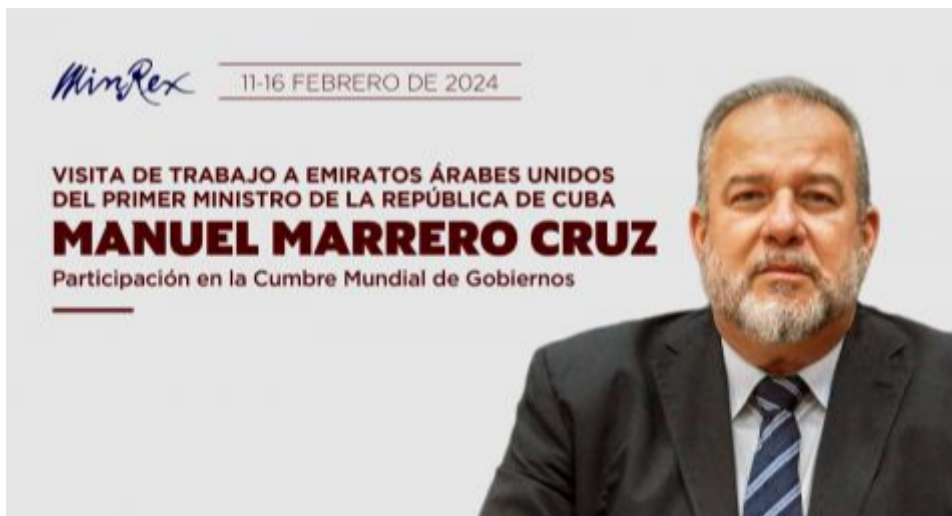 MinRex
11-16 FEBRERO DE 2024
VISITA DE TRABAJO A EMIRATOS ÁRABES UNIDOS
DEL PRIMER MINISTRO DE LA REPÚBLICA DE CUBA
MANUEL MARRERO CRUZ
Participación en la Cumbre Mundial de Gobiernos